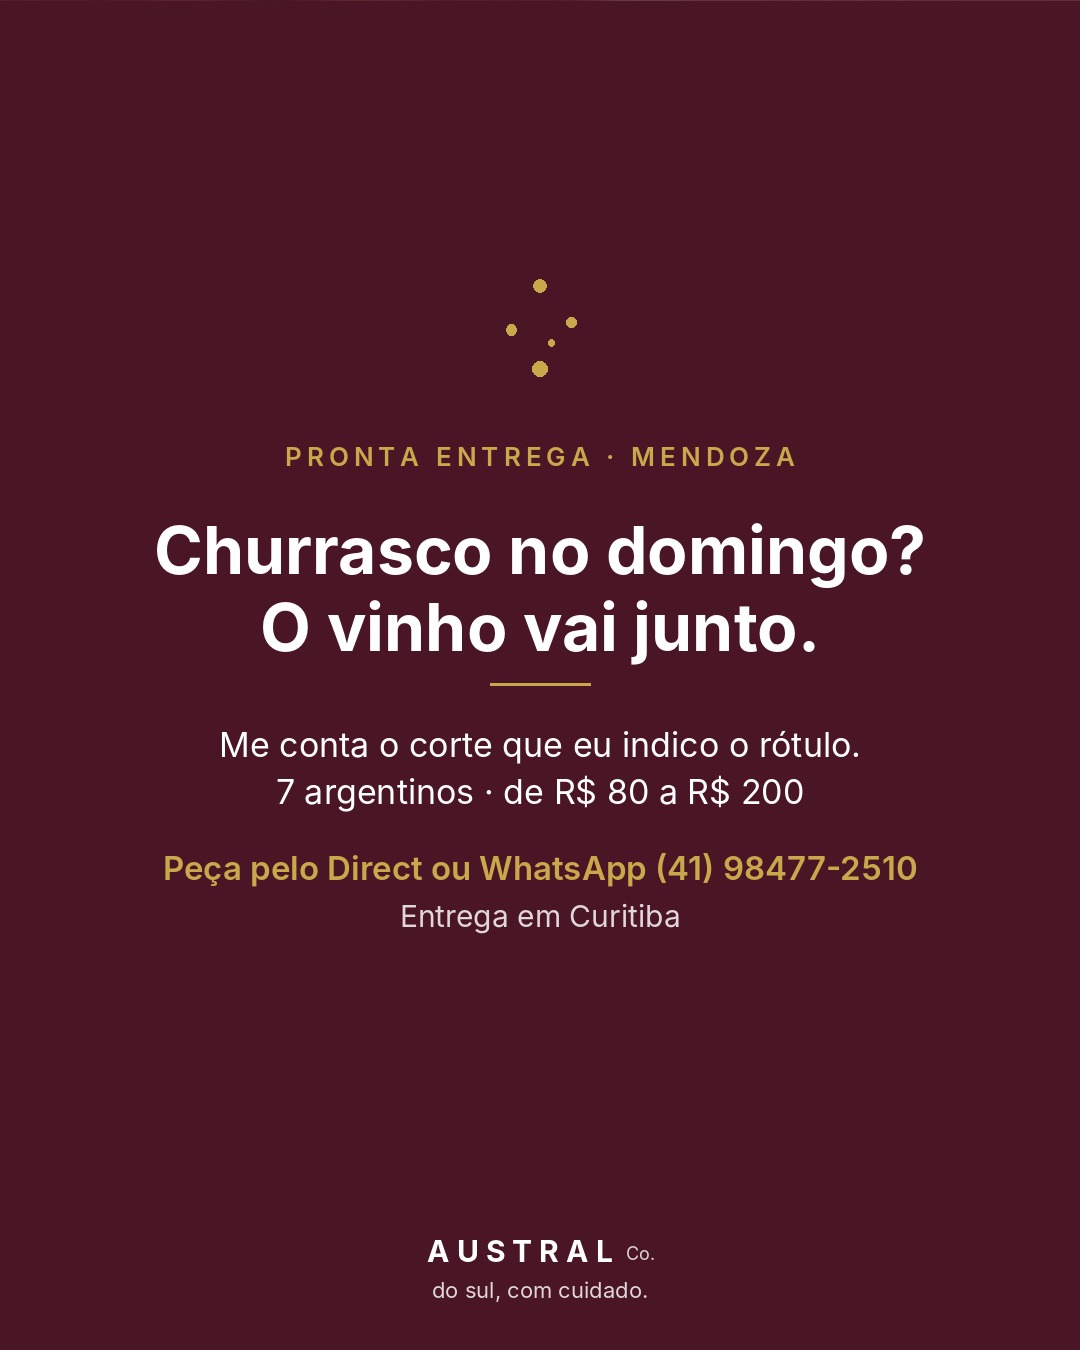 PRONTA ENTREGA · MENDOZA
Churrasco no domingo?
O vinho vai junto.
Me conta o corte que eu indico o rótulo.
7 argentinos · de R$ 80 a R$ 200
Peça pelo Direct ou WhatsApp (41) 98477-2510
Entrega em Curitiba
AUSTRAL Co.
do sul, com cuidado.